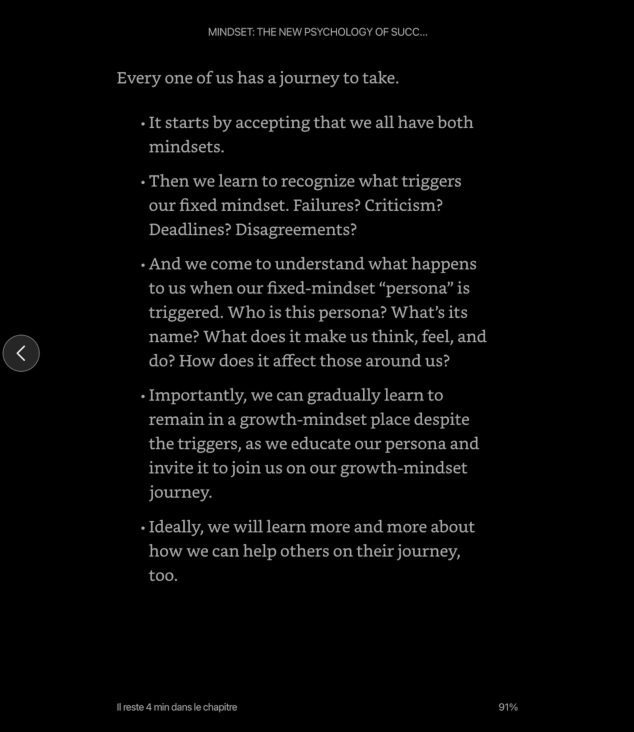 MINDSET: THE NEW PSYCHOLOGY OF SUCC...
Every one of us has a journey to take.
• It starts by accepting that we all have both
mindsets.
• Then we learn to recognize what triggers
our fixed mindset. Failures? Criticism?
Deadlines? Disagreements?
• And we come to understand what happens
to us when our fixed-mindset “persona” is
triggered. Who is this persona? What’s its
name? What does it make us think, feel, and
do? How does it affect those around us?
• Importantly, we can gradually learn to
remain in a growth-mindset place despite
the triggers, as we educate our persona and
invite it to join us on our growth-mindset
journey.
• Ideally, we will learn more and more about
how we can help others on their journey,
too.
Il reste 4 min dans le chapitre
91%